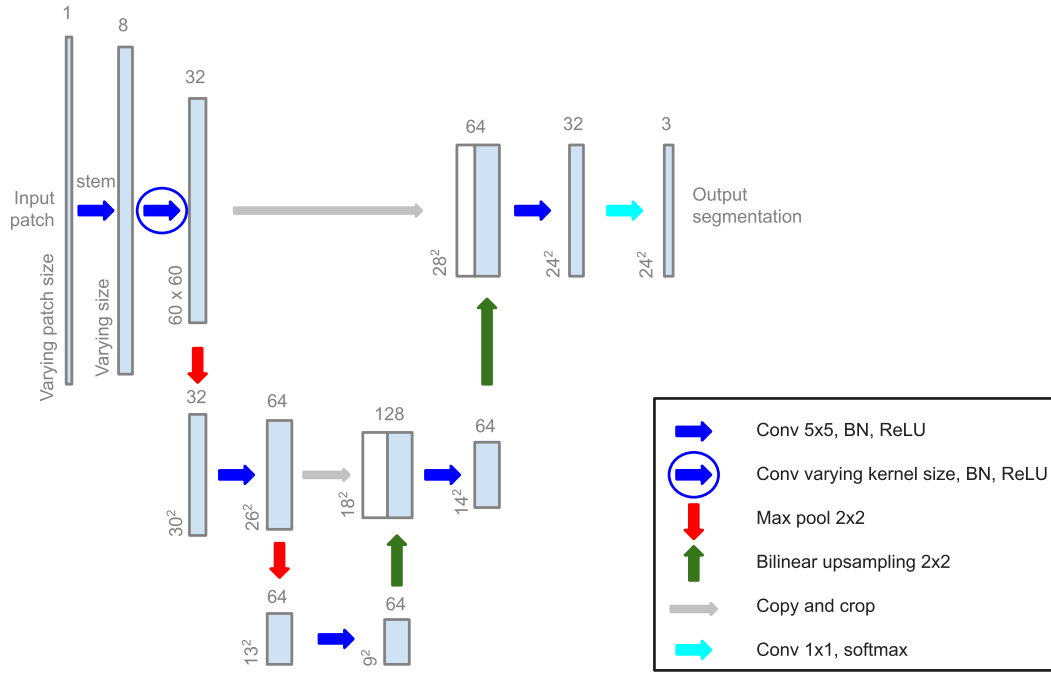 1
8
32
64
32
3
stem
Input
patch
Output
segmentation
Varying patch size
Varying size
60 x 60
28²
24²
24²
32
64
128
64
30²
26²
18²
14²
64
64
13²
9²
Conv 5x5, BN, ReLU
Conv varying kernel size, BN, ReLU
Max pool 2x2
Bilinear upsampling 2x2
Copy and crop
Conv 1x1, softmax